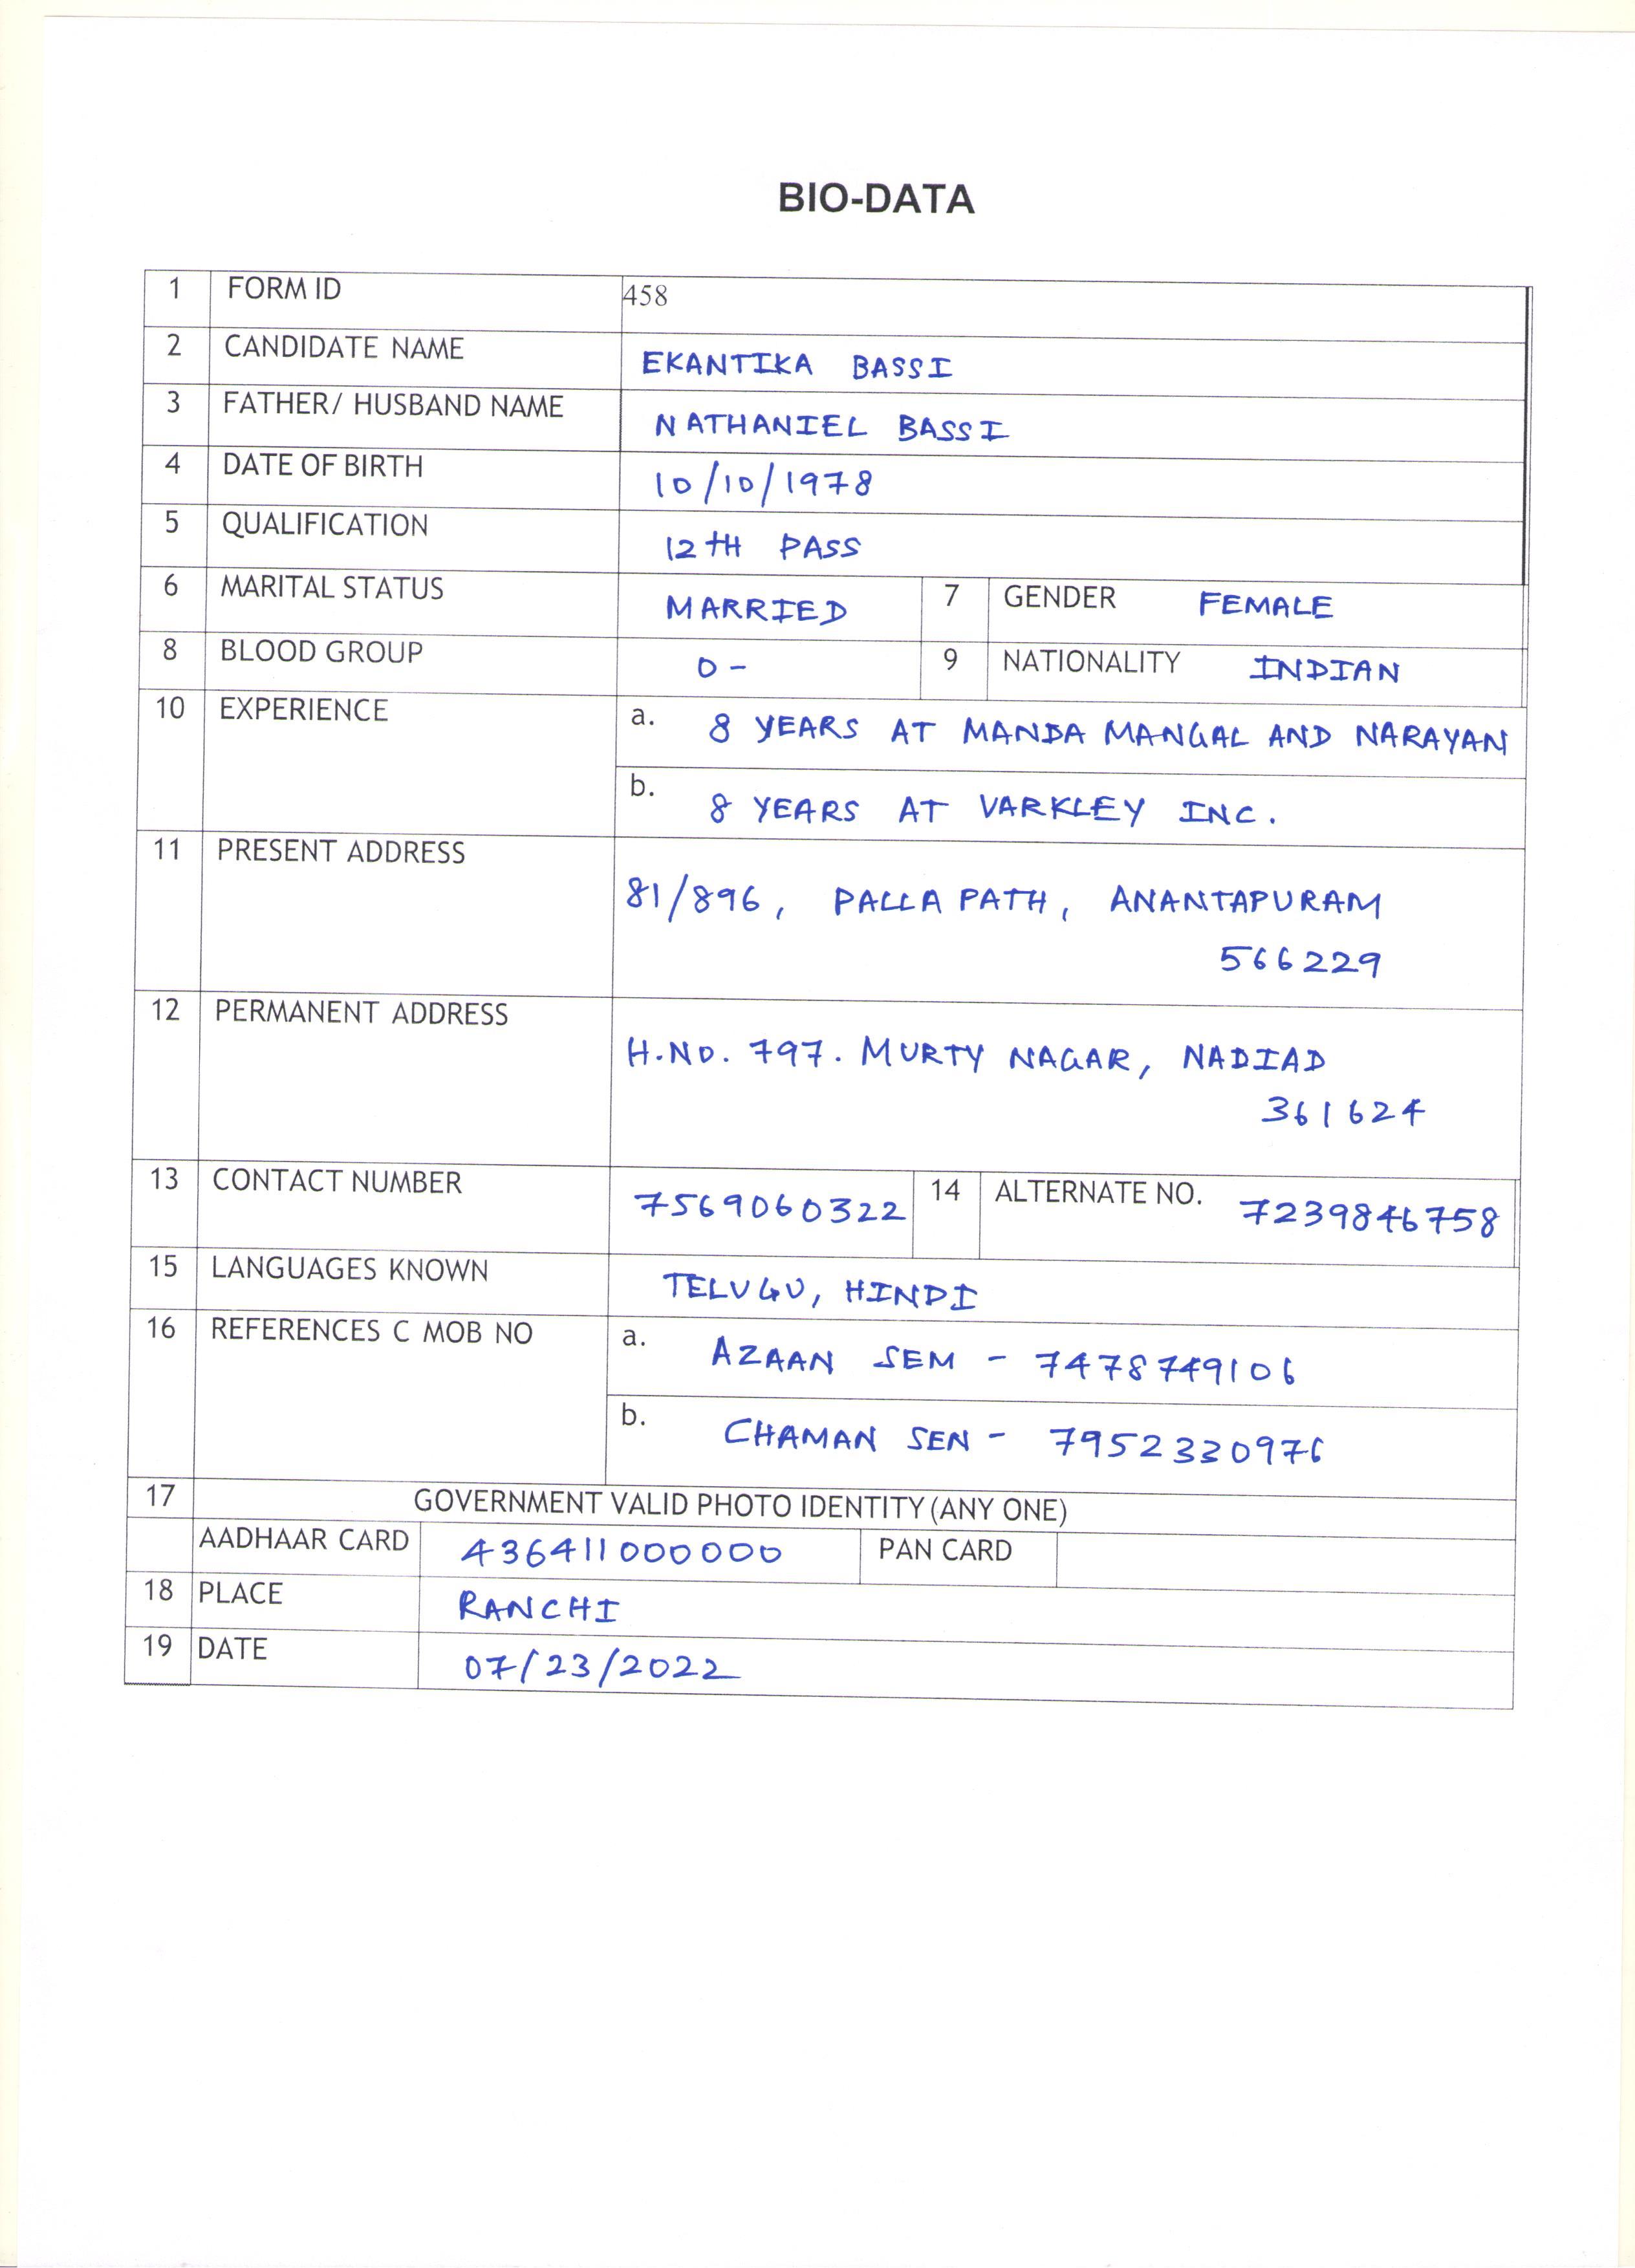 BIO-DATA
1 FORM ID 458
2 CANDIDATE NAME EKANTIKA BASSI
3 FATHER/ HUSBAND NAME NATHANIEL BASSI
4 DATE OF BIRTH 10/10/1978
5 QUALIFICATION 12TH PASS
6 MARITAL STATUS MARRIED 7 GENDER FEMALE
8 BLOOD GROUP O- 9 NATIONALITY INDIAN
10 EXPERIENCE a. 8 YEARS AT MANDA MANGAL AND NARAYAN
b. 8 YEARS AT VARKLEY INC.
11 PRESENT ADDRESS
81/896, PALLA PATH, ANANTAPURAM
566229
12 PERMANENT ADDRESS
H.NO. 797. MURTY NAGAR, NADIAD
361624
13 CONTACT NUMBER 7569060322 14 ALTERNATE NO. 7239846758
15 LANGUAGES KNOWN TELUGU, HINDI
16 REFERENCES C MOB NO a. AZAAN SEM - 7478749106
b. CHAMAN SEN - 7952330976
17 GOVERNMENT VALID PHOTO IDENTITY (ANY ONE)
AADHAAR CARD 436411000000 PAN CARD
18 PLACE RANCHI
19 DATE 07/23/2022